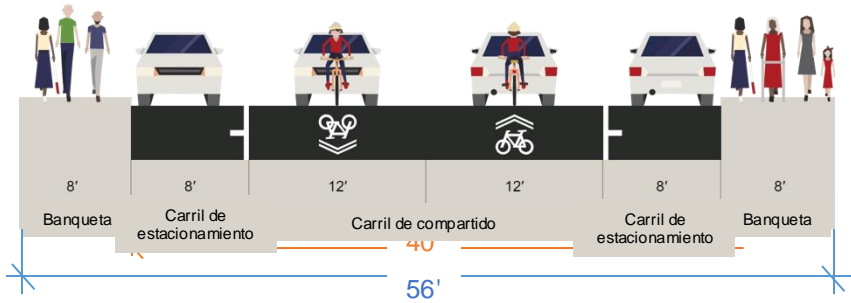 8′ 8′ 12′ 12′ 8′ 8′
Banqueta
Carril de
estacionamiento
Carril de compartido
Carril de
estacionamiento
Banqueta
40
56'